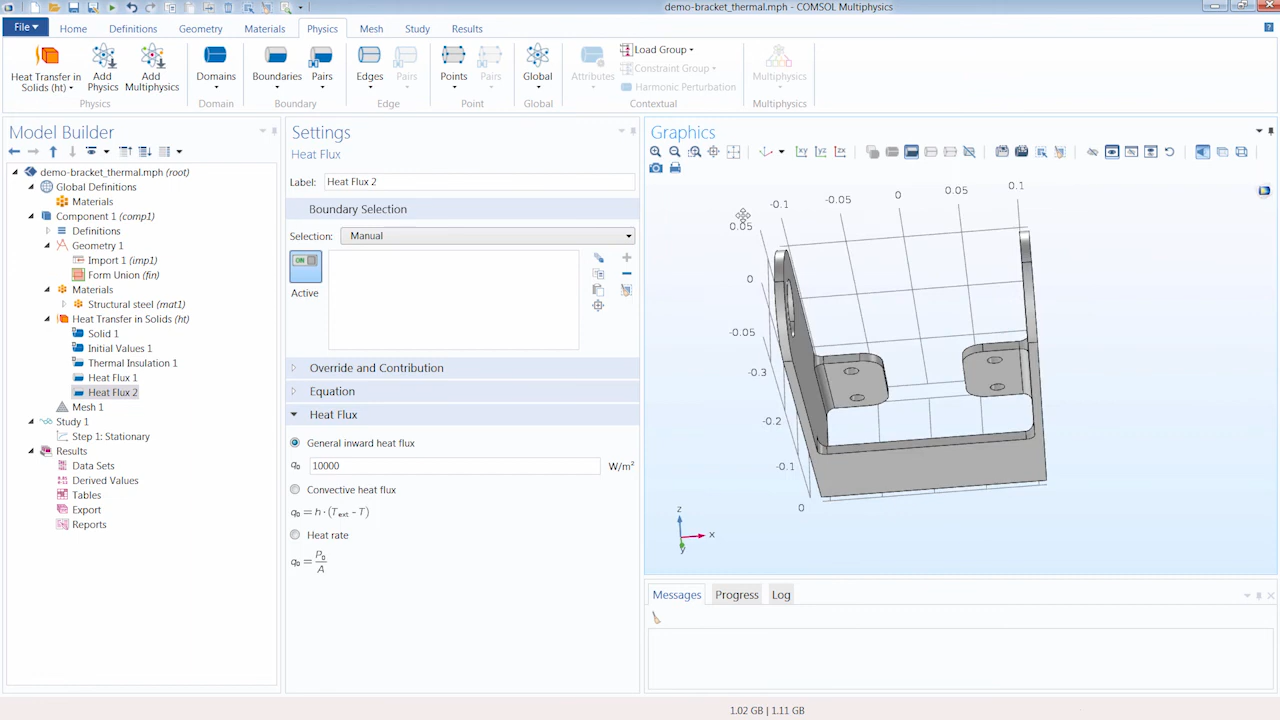 demo-bracket_thermal.mph - COMSOL Multiphysics
File Home Definitions Geometry Materials Physics Mesh Study Results
Heat Transfer in Solids (ht)
Add Physics
Add Multiphysics
Physics
Domains
Domain
Boundaries
Pairs
Boundary
Edges
Pairs
Edge
Points
Pairs
Point
Global
Global
Attributes
Load Group
Constraint Group
Harmonic Perturbation
Contextual
Multiphysics
Multiphysics
Model Builder
demo-bracket_thermal.mph (root)
Global Definitions
Materials
Component 1 (comp1)
Definitions
Geometry 1
Import 1 (imp1)
Form Union (fin)
Materials
Structural steel (mat1)
Heat Transfer in Solids (ht)
Solid 1
Initial Values 1
Thermal Insulation 1
Heat Flux 1
Heat Flux 2
Mesh 1
Study 1
Step 1: Stationary
Results
Data Sets
Derived Values
Tables
Export
Reports
Settings
Heat Flux
Label: Heat Flux 2
Boundary Selection
Selection: Manual
ON
Active
Override and Contribution
Equation
Heat Flux
General inward heat flux
q₀ 10000 W/m²
Convective heat flux
q₀ = h·(Text - T)
Heat rate
q₀ = P₀/A
Graphics
xy yz zx
-0.1 -0.05 0 0.05 0.1
0.05
0
-0.05
-0.3
-0.2
-0.1
0
z
x
y
Messages Progress Log
1.02 GB | 1.11 GB